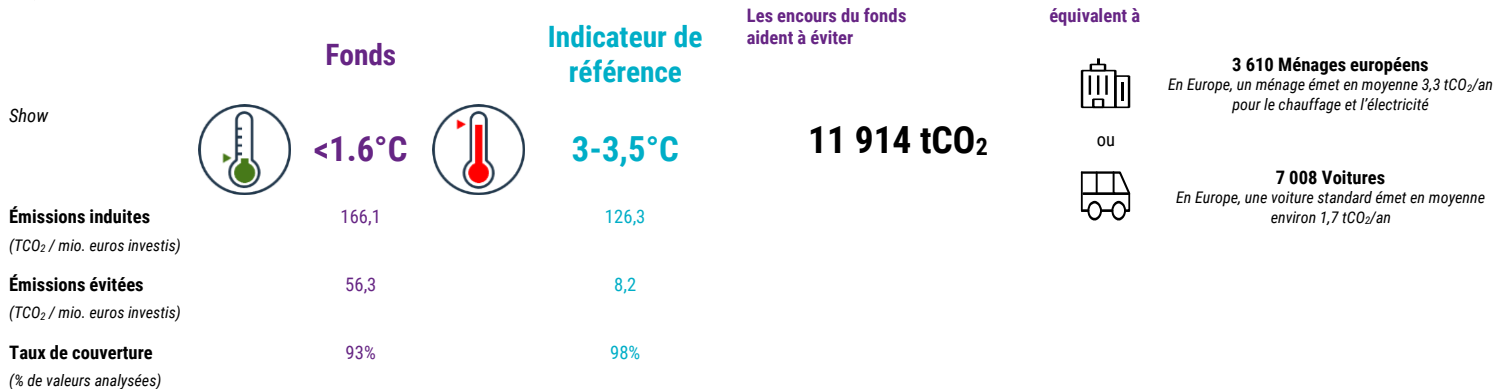 Fonds
Indicateur de
référence
Les encours du fonds
aident à éviter
équivalent à
Show
<1.6°C
3-3,5°C
11 914 tCO₂
3 610 Ménages européens
En Europe, un ménage émet en moyenne 3,3 tCO₂/an
pour le chauffage et l'électricité
ou
7 008 Voitures
En Europe, une voiture standard émet en moyenne
environ 1,7 tCO₂/an
Émissions induites 166,1 126,3
(TCO₂ / mio. euros investis)
Émissions évitées 56,3 8,2
(TCO₂ / mio. euros investis)
Taux de couverture 93% 98%
(% de valeurs analysées)